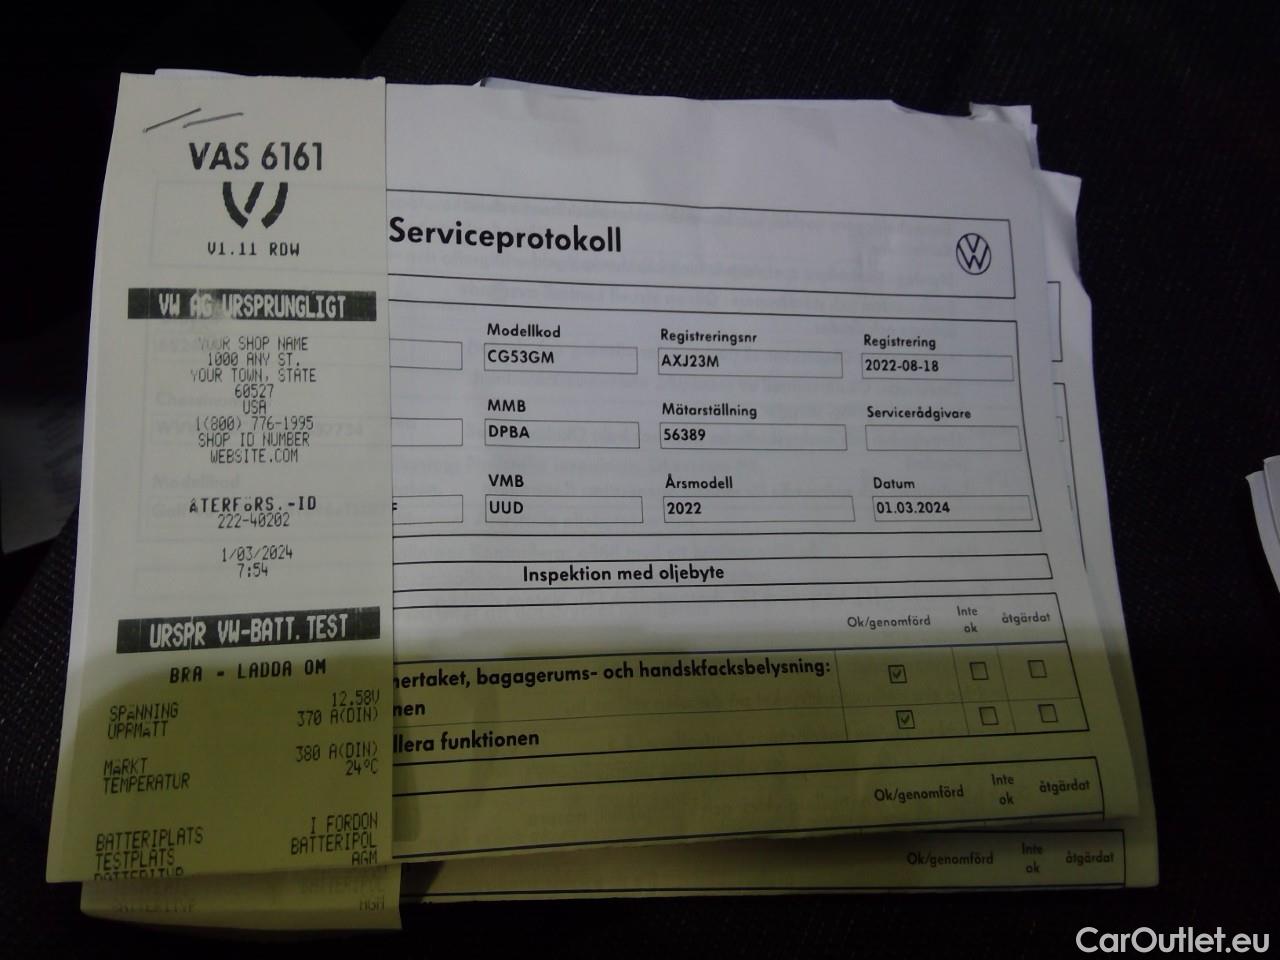 VAS 6161
V1.11 ROW
VW AG URSPRUNGLIGT
YOUR SHOP NAME
1000 ANY ST.
YOUR TOWN, STATE
60527
USA
1(800) 776-1995
SHOP ID NUMBER
WEBSITE.COM
ÅTERFöRS.-ID
222-40202
1/03/2024
7:54
URSPR VW-BATT.TEST
BRA - LADDA OM
SPäNNING 12.58V
UPPMäTT 370 A(DIN)
MäRKT 380 A(DIN)
TEMPERATUR 24°C
BATTERIPLATS I FORDON
TESTPLATS BATTERIPOL
BATTERITYP AGM
Serviceprotokoll
Modellkod
CG53GM
Registreringsnr
AXJ23M
Registrering
2022-08-18
MMB
DPBA
Mätarställning
56389
Servicerådgivare
VMB
UUD
Årsmodell
2022
Datum
01.03.2024
Inspektion med oljebyte
Ok/genomförd Inte ok åtgärdat
nertaket, bagagerums- och handskfacksbelysning:
nen
llera funktionen
Ok/genomförd Inte ok åtgärdat
Ok/genomförd Inte ok åtgärdat
BATTERITYP AGM
CarOutlet.eu